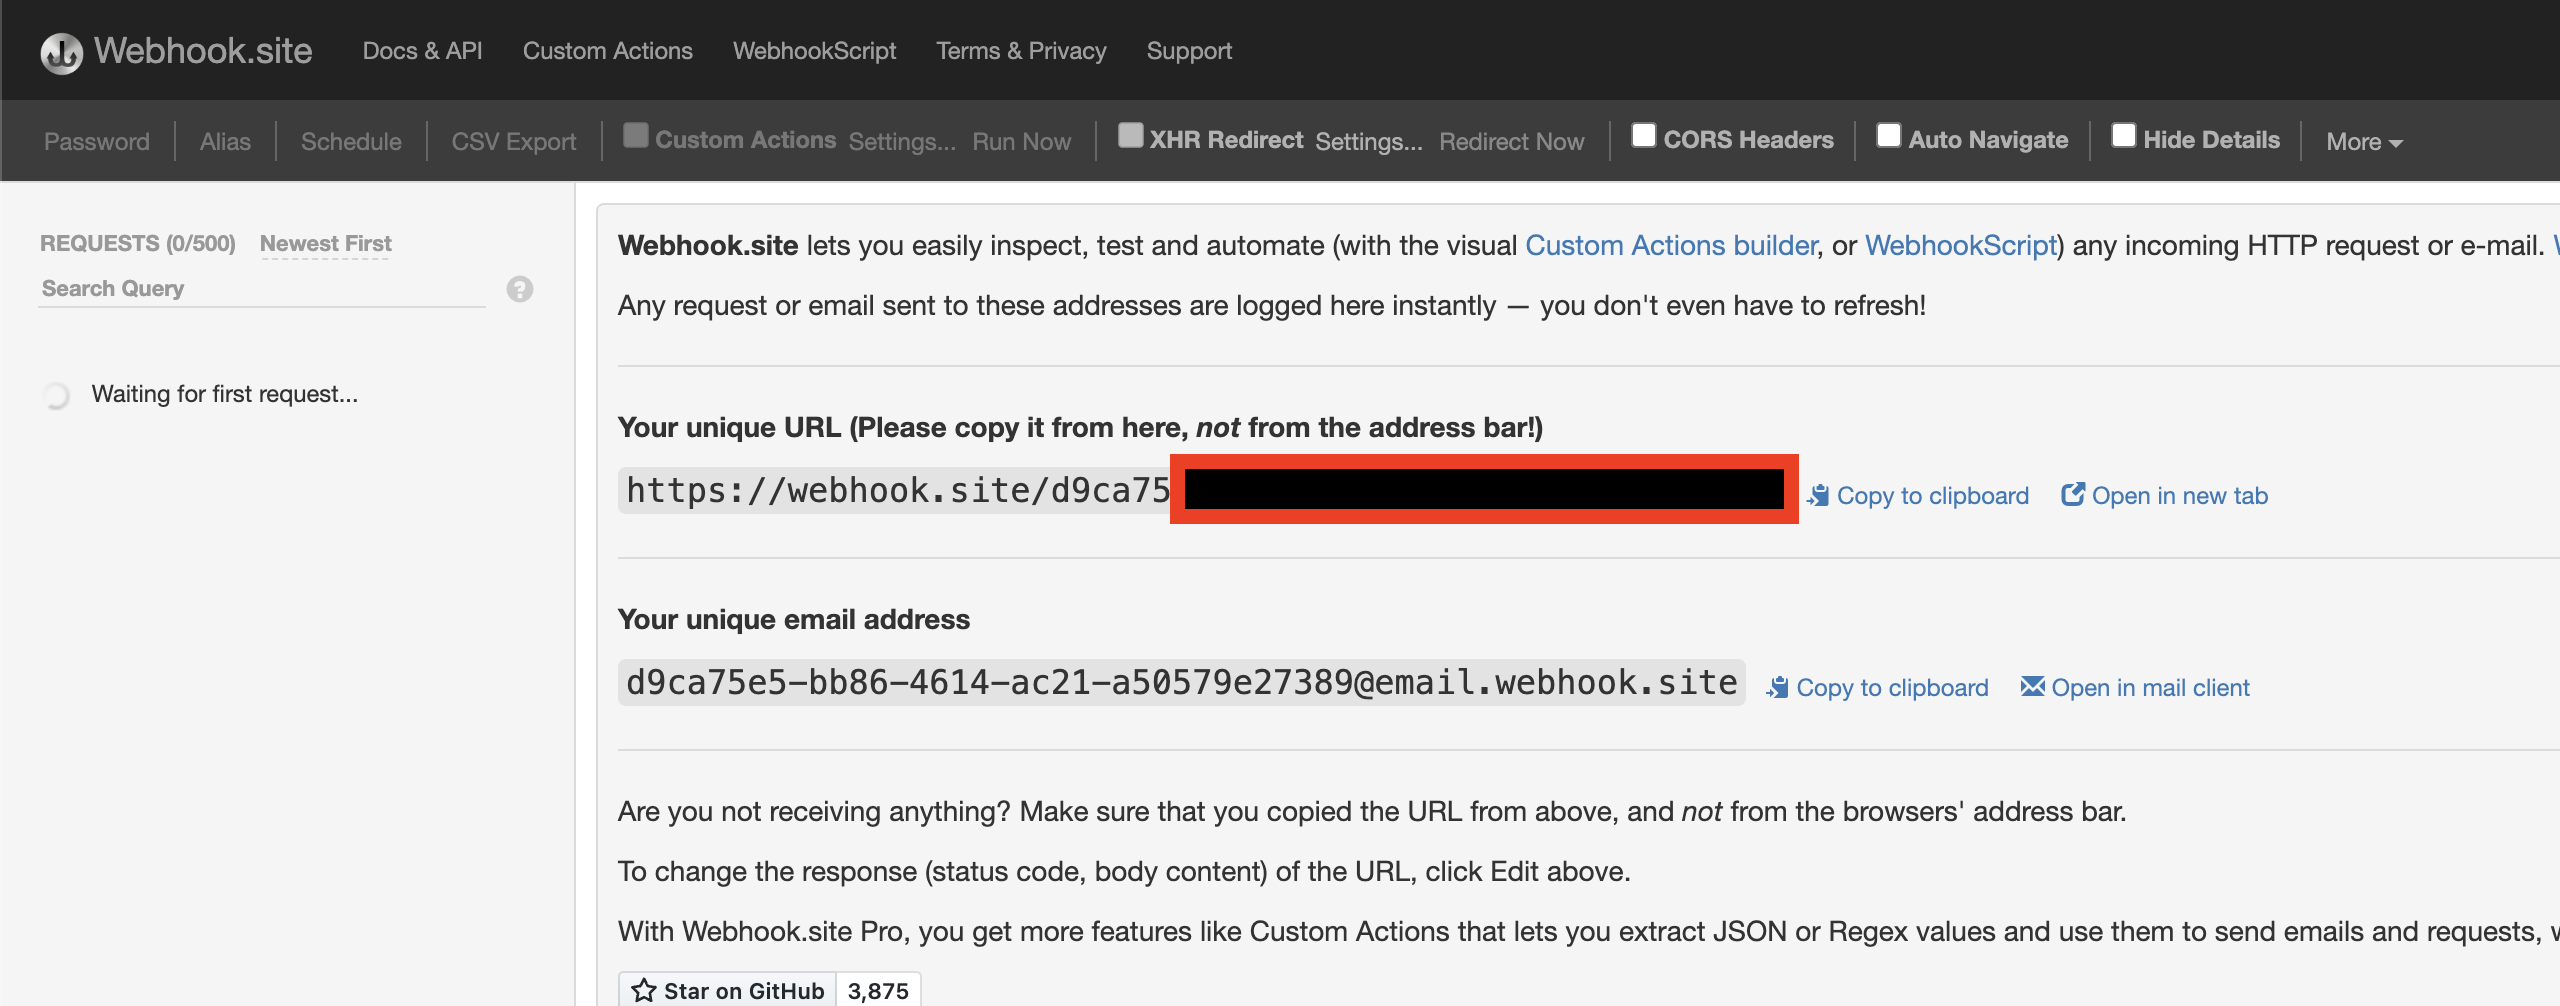 Webhook.site Docs & API Custom Actions WebhookScript Terms & Privacy Support
Password Alias Schedule CSV Export Custom Actions Settings... Run Now XHR Redirect Settings... Redirect Now CORS Headers Auto Navigate Hide Details More
REQUESTS (0/500) Newest First
Search Query ?
Waiting for first request...
Webhook.site lets you easily inspect, test and automate (with the visual Custom Actions builder, or WebhookScript) any incoming HTTP request or e-mail.
Any request or email sent to these addresses are logged here instantly — you don't even have to refresh!
Your unique URL (Please copy it from here, not from the address bar!)
https://webhook.site/d9ca75 Copy to clipboard Open in new tab
Your unique email address
d9ca75e5-bb86-4614-ac21-a50579e27389@email.webhook.site Copy to clipboard Open in mail client
Are you not receiving anything? Make sure that you copied the URL from above, and not from the browsers' address bar.
To change the response (status code, body content) of the URL, click Edit above.
With Webhook.site Pro, you get more features like Custom Actions that lets you extract JSON or Regex values and use them to send emails and requests,
Star on GitHub 3,875